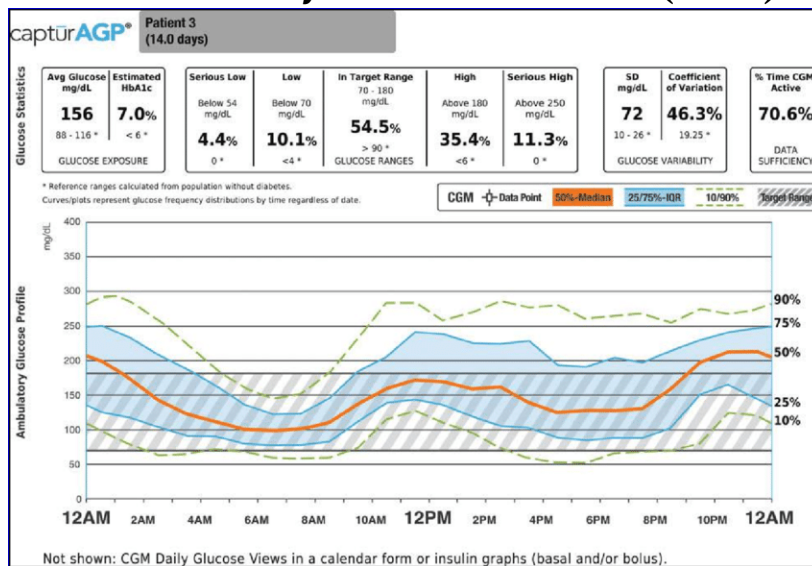 captūrAGP®
Patient 3
(14.0 days)
Glucose Statistics
Avg Glucose
mg/dL
156
88 - 116 *
Estimated
HbA1c
7.0%
< 6 *
GLUCOSE EXPOSURE
Serious Low
Below 54
mg/dL
4.4%
0 *
Low
Below 70
mg/dL
10.1%
<4 *
In Target Range
70 - 180
mg/dL
54.5%
> 90 *
GLUCOSE RANGES
High
Above 180
mg/dL
35.4%
<6 *
Serious High
Above 250
mg/dL
11.3%
0 *
SD
mg/dL
72
10 - 26 *
Coefficient
of Variation
46.3%
19.25 *
GLUCOSE VARIABILITY
% Time CGM
Active
70.6%
DATA
SUFFICIENCY
* Reference ranges calculated from population without diabetes.
Curves/plots represent glucose frequency distributions by time regardless of date.
CGM Data Point 50%-Median 25/75%-IQR 10/90% Target Range
Ambulatory Glucose Profile
mg/dL
400
350
300
250
200
150
100
50
0
90%
75%
50%
25%
10%
12AM 2AM 4AM 6AM 8AM 10AM 12PM 2PM 4PM 6PM 8PM 10PM 12AM
Not shown: CGM Daily Glucose Views in a calendar form or insulin graphs (basal and/or bolus).